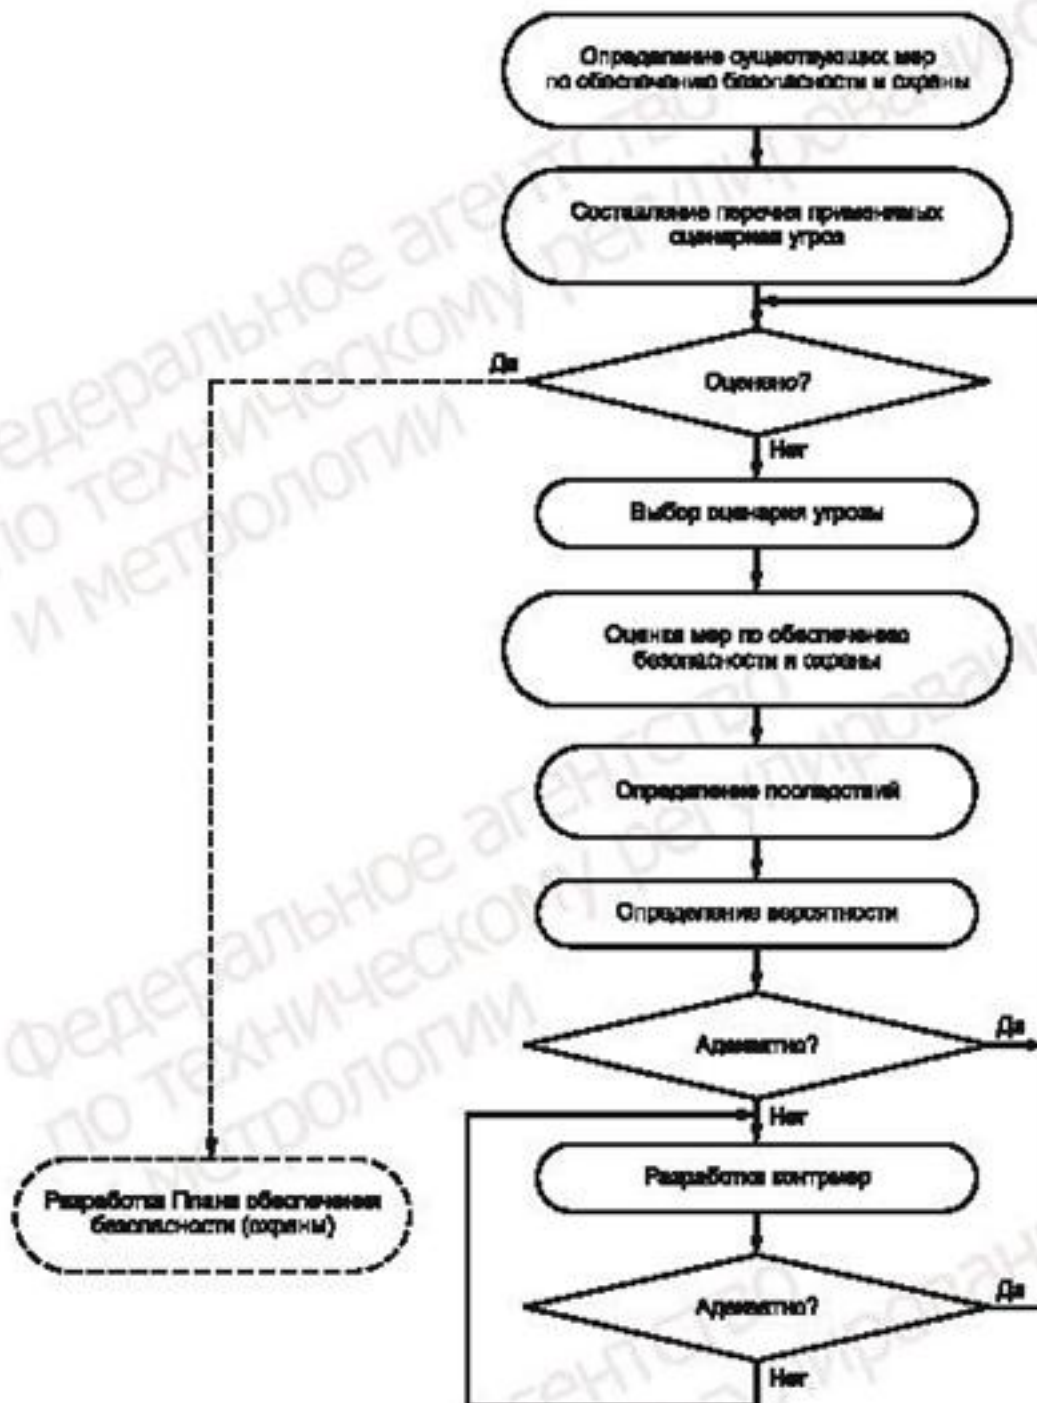 Определение существующих мер
по обеспечению безопасности и охраны
Составление перечня применимых
сценариев угроз
Да
Оценено?
Нет
Выбор сценария угрозы
Оценка мер по обеспечению
безопасности и охраны
Определение последствий
Определение вероятности
Адекватно?
Да
Нет
Разработка контрмер
Разработка Плана обеспечения
безопасности (охраны)
Адекватно?
Да
Нет
Федеральное агентство
по техническому регулированию
и метрологии
Федеральное агентство
по техническому регулированию
и метрологии